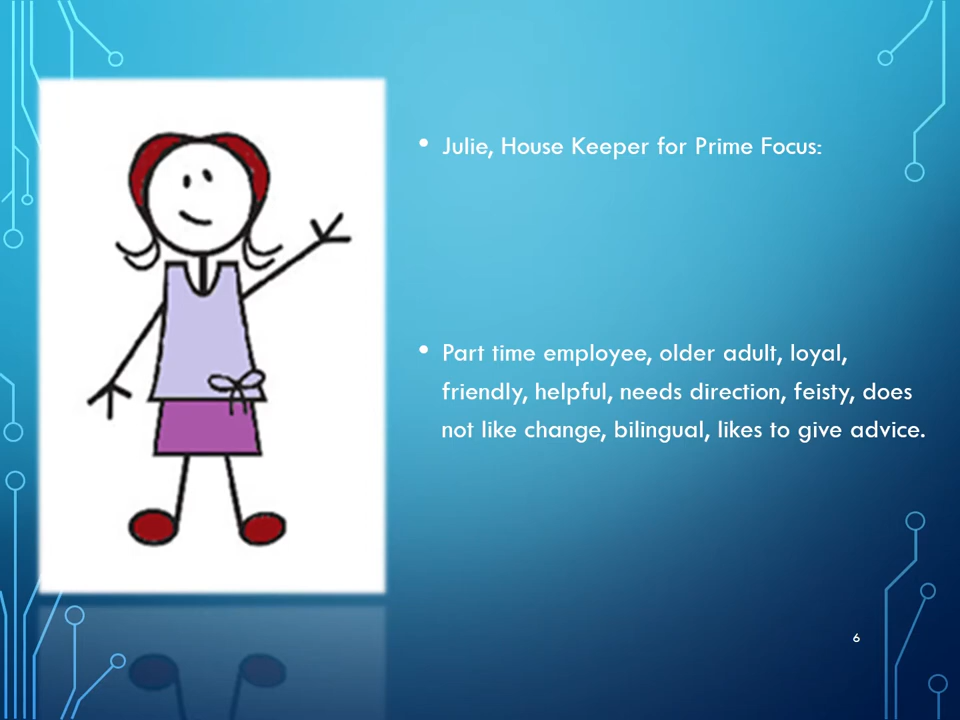 • Julie, House Keeper for Prime Focus:
• Part time employee, older adult, loyal,
friendly, helpful, needs direction, feisty, does
not like change, bilingual, likes to give advice.
6